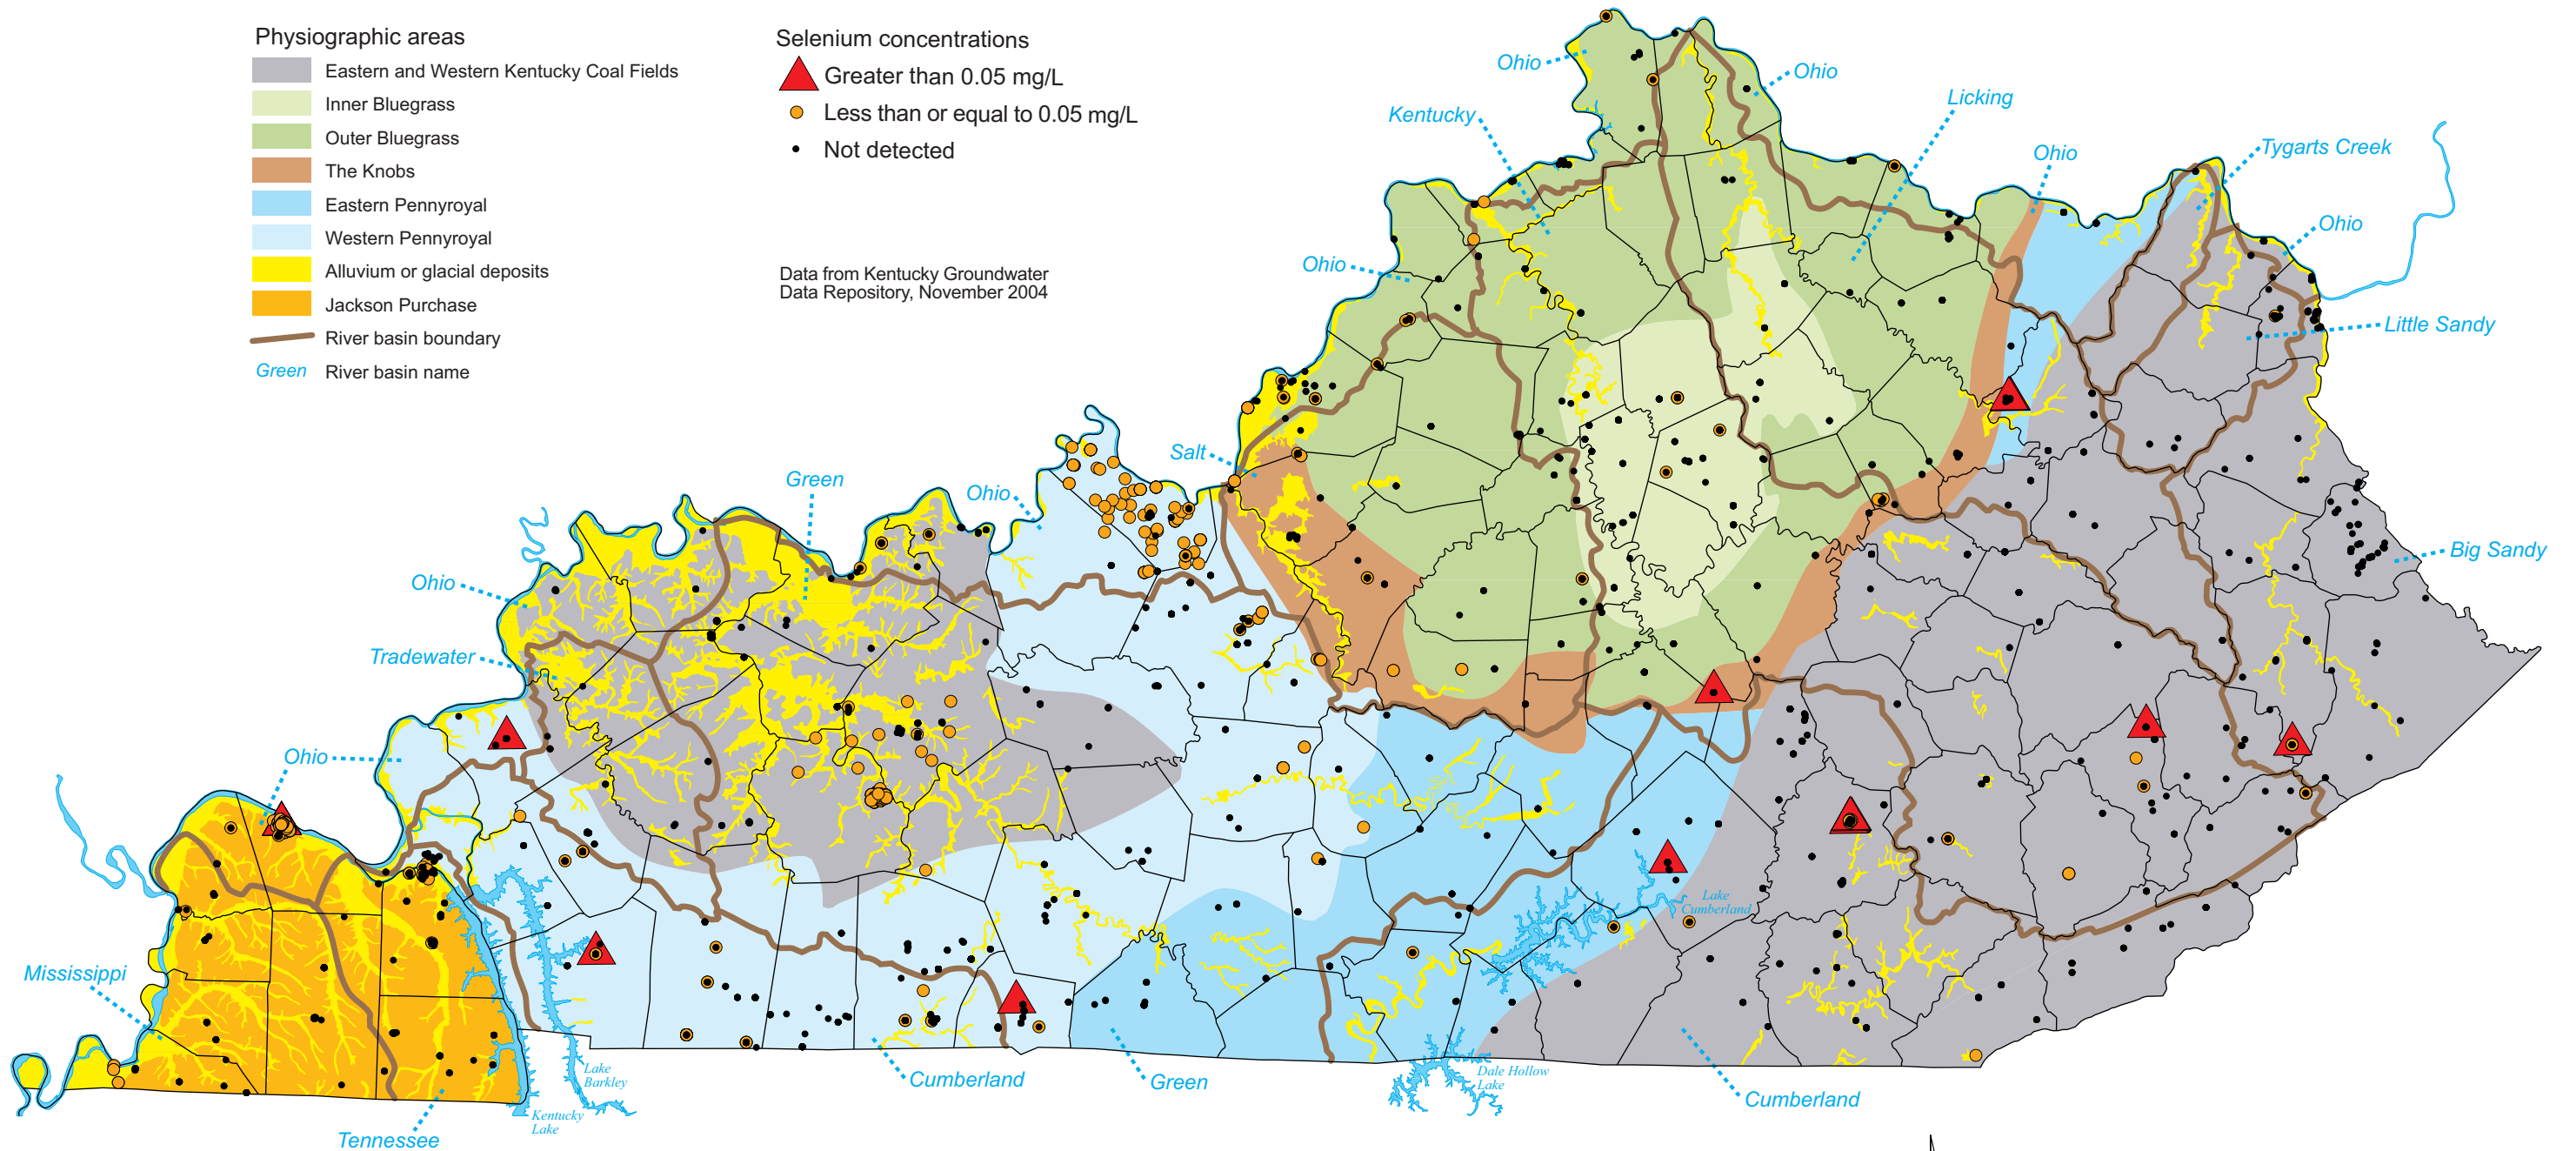 Physiographic areas
Eastern and Western Kentucky Coal Fields
Inner Bluegrass
Outer Bluegrass
The Knobs
Eastern Pennyroyal
Western Pennyroyal
Alluvium or glacial deposits
Jackson Purchase
River basin boundary
Green River basin name
Selenium concentrations
Greater than 0.05 mg/L
Less than or equal to 0.05 mg/L
Not detected
Data from Kentucky Groundwater
Data Repository, November 2004
Ohio
Ohio
Kentucky
Licking
Ohio
Tygarts Creek
Ohio
Ohio
Little Sandy
Salt
Green
Ohio
Big Sandy
Ohio
Tradewater
Ohio
Lake
Cumberland
Mississippi
Lake
Barkley
Kentucky
Lake
Cumberland
Green
Dale Hollow
Lake
Cumberland
Tennessee